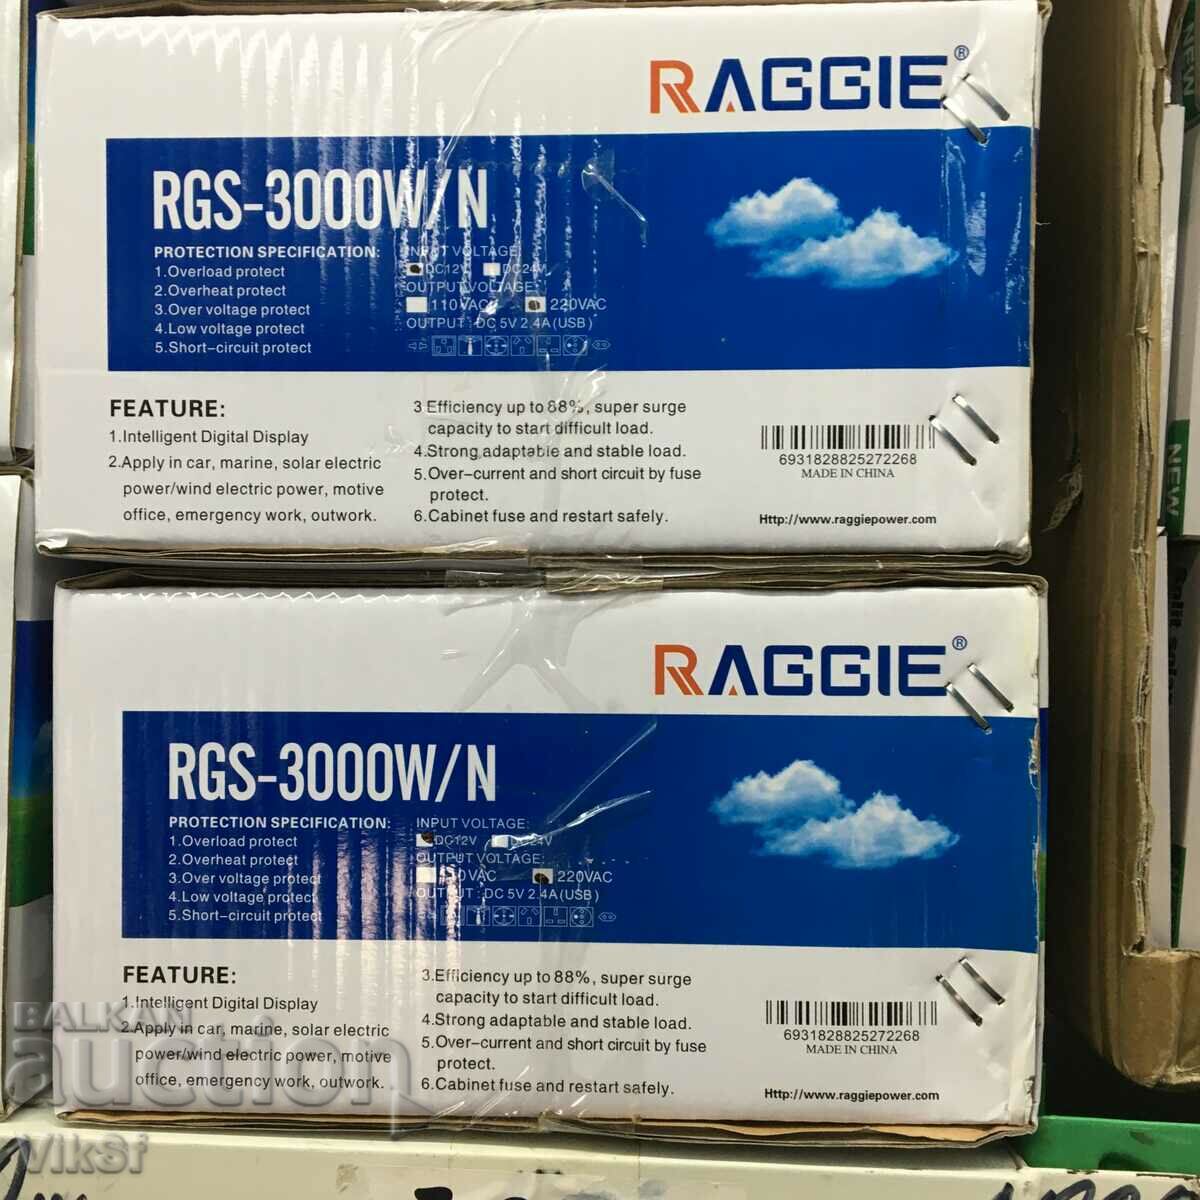 RAGGIE®
RGS-3000W/N
PROTECTION SPECIFICATION:
1.Overload protect
2.Overheat protect
3.Over voltage protect
4.Low voltage protect
5.Short-circuit protect
INPUT VOLTAGE:
DC12V DC24V
OUTPUT VOLTAGE:
110VAC 220VAC
OUTPUT : DC 5V 2.4A(USB)
FEATURE:
1.Intelligent Digital Display
2.Apply in car, marine, solar electric
power/wind electric power, motive
office, emergency work, outwork.
3.Efficiency up to 88%, super surge
capacity to start difficult load.
4.Strong adaptable and stable load.
5.Over-current and short circuit by fuse
protect.
6.Cabinet fuse and restart safely.
6931828825272268
MADE IN CHINA
Http://www.raggiepower.com
RAGGIE®
RGS-3000W/N
PROTECTION SPECIFICATION:
1.Overload protect
2.Overheat protect
3.Over voltage protect
4.Low voltage protect
5.Short-circuit protect
INPUT VOLTAGE:
DC12V DC24V
OUTPUT VOLTAGE:
110VAC 220VAC
OUTPUT : DC 5V 2.4A(USB)
FEATURE:
1.Intelligent Digital Display
2.Apply in car, marine, solar electric
power/wind electric power, motive
office, emergency work, outwork.
3.Efficiency up to 88%, super surge
capacity to start difficult load.
4.Strong adaptable and stable load.
5.Over-current and short circuit by fuse
protect.
6.Cabinet fuse and restart safely.
6931828825272268
MADE IN CHINA
Http://www.raggiepower.com
NEW
NEW
BALKAN
auction
VikSf